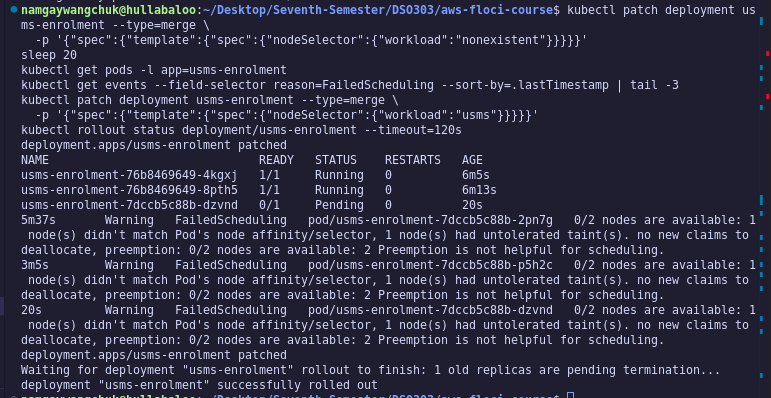 namgaywangchuk@hullabaloo:~/Desktop/Seventh-Semester/DSO303/aws-floci-course$ kubectl patch deployment us
ms-enrolment --type=merge \
  -p '{"spec":{"template":{"spec":{"nodeSelector":{"workload":"nonexistent"}}}}}'
sleep 20
kubectl get pods -l app=usms-enrolment
kubectl get events --field-selector reason=FailedScheduling --sort-by=.lastTimestamp | tail -3
kubectl patch deployment usms-enrolment --type=merge \
  -p '{"spec":{"template":{"spec":{"nodeSelector":{"workload":"usms"}}}}}'
kubectl rollout status deployment/usms-enrolment --timeout=120s
deployment.apps/usms-enrolment patched
NAME                              READY   STATUS    RESTARTS   AGE
usms-enrolment-76b8469649-4kgxj   1/1     Running   0          6m5s
usms-enrolment-76b8469649-8pth5   1/1     Running   0          6m13s
usms-enrolment-7dccb5c88b-dzvnd   0/1     Pending   0          20s
5m37s       Warning   FailedScheduling   pod/usms-enrolment-7dccb5c88b-2pn7g   0/2 nodes are available: 1
 node(s) didn't match Pod's node affinity/selector, 1 node(s) had untolerated taint(s). no new claims to
deallocate, preemption: 0/2 nodes are available: 2 Preemption is not helpful for scheduling.
3m5s        Warning   FailedScheduling   pod/usms-enrolment-7dccb5c88b-p5h2c   0/2 nodes are available: 1
 node(s) didn't match Pod's node affinity/selector, 1 node(s) had untolerated taint(s). no new claims to
deallocate, preemption: 0/2 nodes are available: 2 Preemption is not helpful for scheduling.
20s         Warning   FailedScheduling   pod/usms-enrolment-7dccb5c88b-dzvnd   0/2 nodes are available: 1
 node(s) didn't match Pod's node affinity/selector, 1 node(s) had untolerated taint(s). no new claims to
deallocate, preemption: 0/2 nodes are available: 2 Preemption is not helpful for scheduling.
deployment.apps/usms-enrolment patched
Waiting for deployment "usms-enrolment" rollout to finish: 1 old replicas are pending termination...
deployment "usms-enrolment" successfully rolled out
namgaywangchuk@hullabaloo:~/Desktop/Seventh-Semester/DSO303/aws-floci-course$